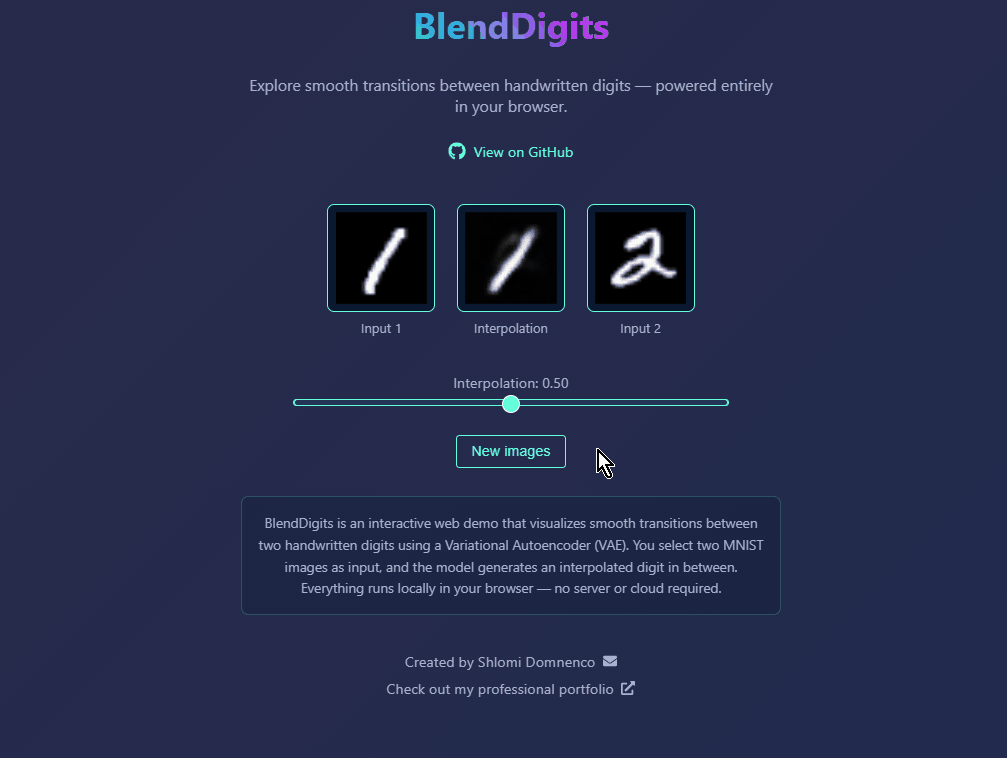 BlendDigits
Explore smooth transitions between handwritten digits — powered entirely
in your browser.
View on GitHub
1 1 2
Input 1 Interpolation Input 2
Interpolation: 0.50
New images
BlendDigits is an interactive web demo that visualizes smooth transitions between
two handwritten digits using a Variational Autoencoder (VAE). You select two MNIST
images as input, and the model generates an interpolated digit in between.
Everything runs locally in your browser — no server or cloud required.
Created by Shlomi Domnenco
Check out my professional portfolio